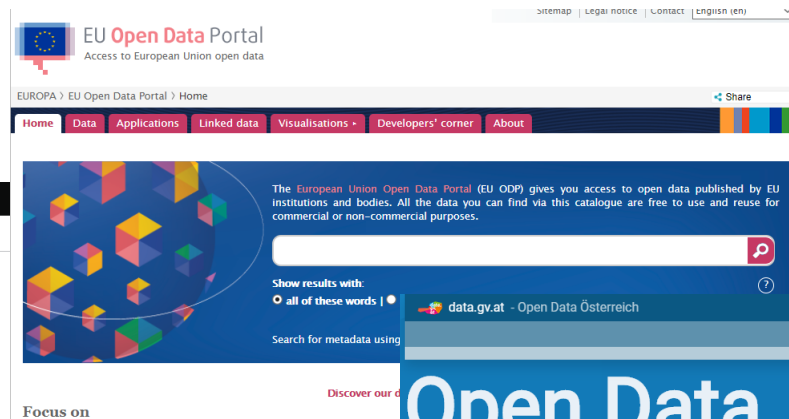 Sitemap | Legal notice | Contact English (en)
EU Open Data Portal
Access to European Union open data
EUROPA > EU Open Data Portal > Home
Share
Home Data Applications Linked data Visualisations Developers' corner About
The European Union Open Data Portal (EU ODP) gives you access to open data published by EU
institutions and bodies. All the data you can find via this catalogue are free to use and reuse for
commercial or non-commercial purposes.
Show results with:
?
all of these words |
data.gv.at - Open Data Österreich
Search for metadata using
Discover our d
Open Data
Focus on